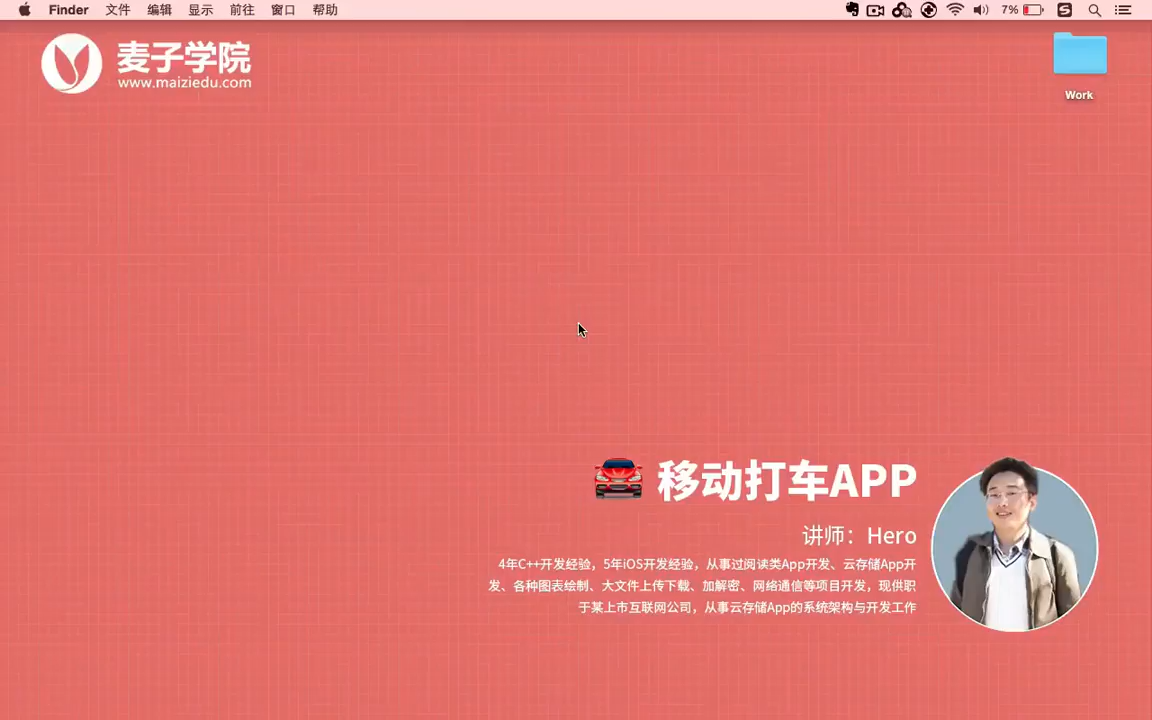 Finder 文件 编辑 显示 前往 窗口 帮助 7%
麦子学院
www.maiziedu.com
Work
移动打车APP
讲师：Hero
4年C++开发经验，5年iOS开发经验，从事过阅读类App开发、云存储App开
发、各种图表绘制、大文件上传下载、加解密、网络通信等项目开发，现供职
于某上市互联网公司，从事云存储App的系统架构与开发工作